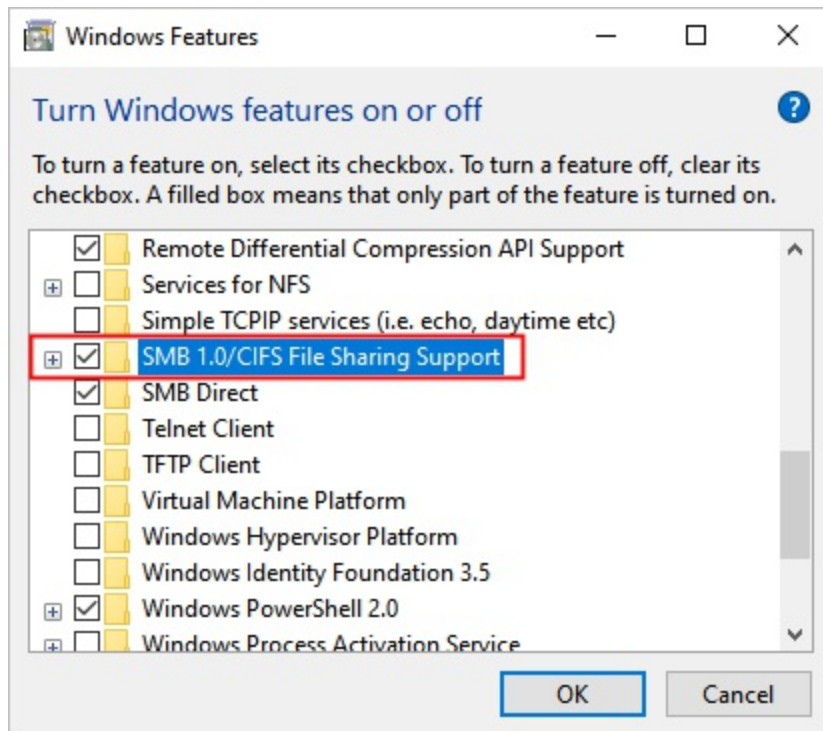 Windows Features
Turn Windows features on or off
?
To turn a feature on, select its checkbox. To turn a feature off, clear its
checkbox. A filled box means that only part of the feature is turned on.
Remote Differential Compression API Support
Services for NFS
Simple TCPIP services (i.e. echo, daytime etc)
SMB 1.0/CIFS File Sharing Support
SMB Direct
Telnet Client
TFTP Client
Virtual Machine Platform
Windows Hypervisor Platform
Windows Identity Foundation 3.5
Windows PowerShell 2.0
Windows Process Activation Service
OK Cancel